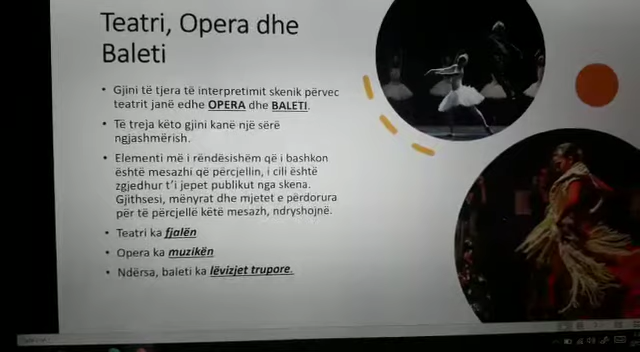 Teatri, Opera dhe
Baleti
• Gjini të tjera të interpretimit skenik përvec
teatrit janë edhe OPERA dhe BALETI.
• Të treja këto gjini kanë një sërë
ngjashmërish.
• Elementi më i rëndësishëm që i bashkon
është mesazhi që përcjellin, i cili është
zgjedhur t'i jepet publikut nga skena.
Gjithsesi, mënyrat dhe mjetet e përdorura
për të përcjellë këtë mesazh, ndryshojnë.
• Teatri ka fjalën
• Opera ka muzikën
• Ndërsa, baleti ka lëvizjet trupore.